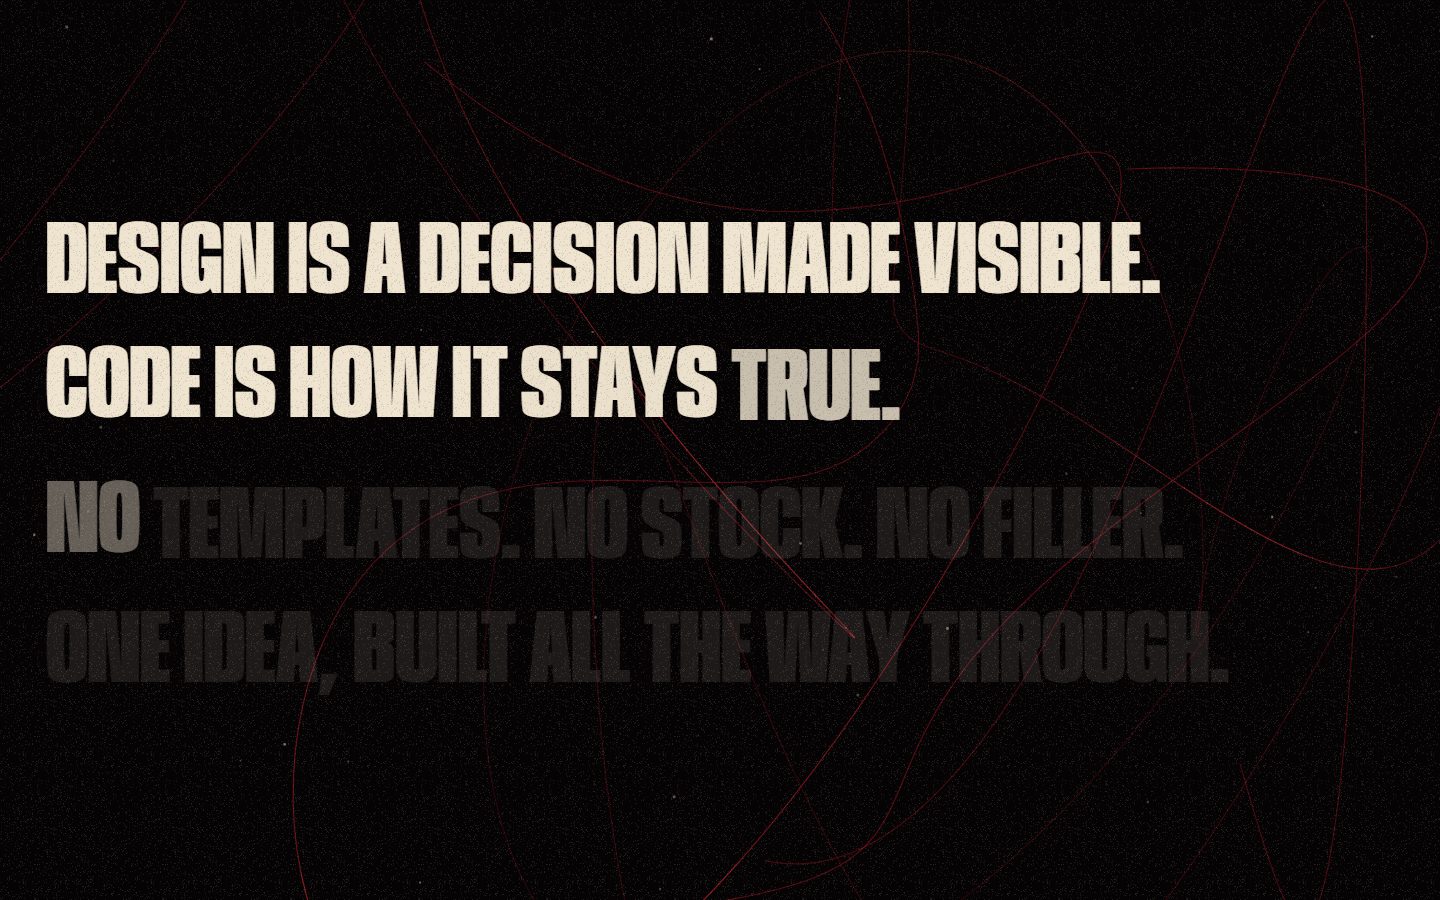 DESIGN IS A DECISION MADE VISIBLE.
CODE IS HOW IT STAYS TRUE.
NO TEMPLATES. NO STOCK. NO FILLER.
ONE IDEA, BUILT ALL THE WAY THROUGH.